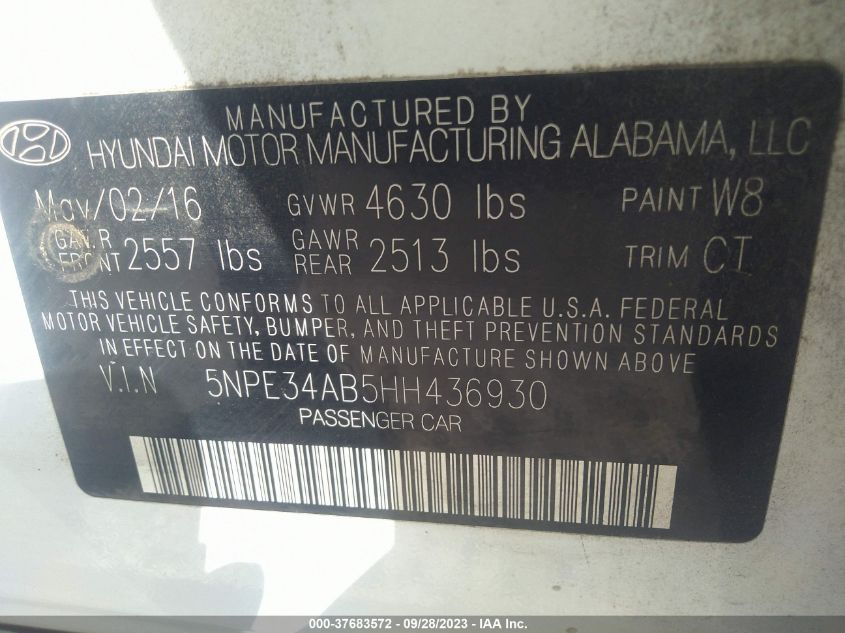 MANUFACTURED BY
HYUNDAI MOTOR MANUFACTURING ALABAMA, LLC
May/02/16 GVWR 4630 lbs PAINT W8
GAWR FRONT 2557 lbs GAWR REAR 2513 lbs TRIM CT
THIS VEHICLE CONFORMS TO ALL APPLICABLE U.S.A. FEDERAL
MOTOR VEHICLE SAFETY, BUMPER, AND THEFT PREVENTION STANDARDS
IN EFFECT ON THE DATE OF MANUFACTURE SHOWN ABOVE
V.I.N 5NPE34AB5HH436930
PASSENGER CAR
000-37683572 / 09/28/2023 - IAA Inc.